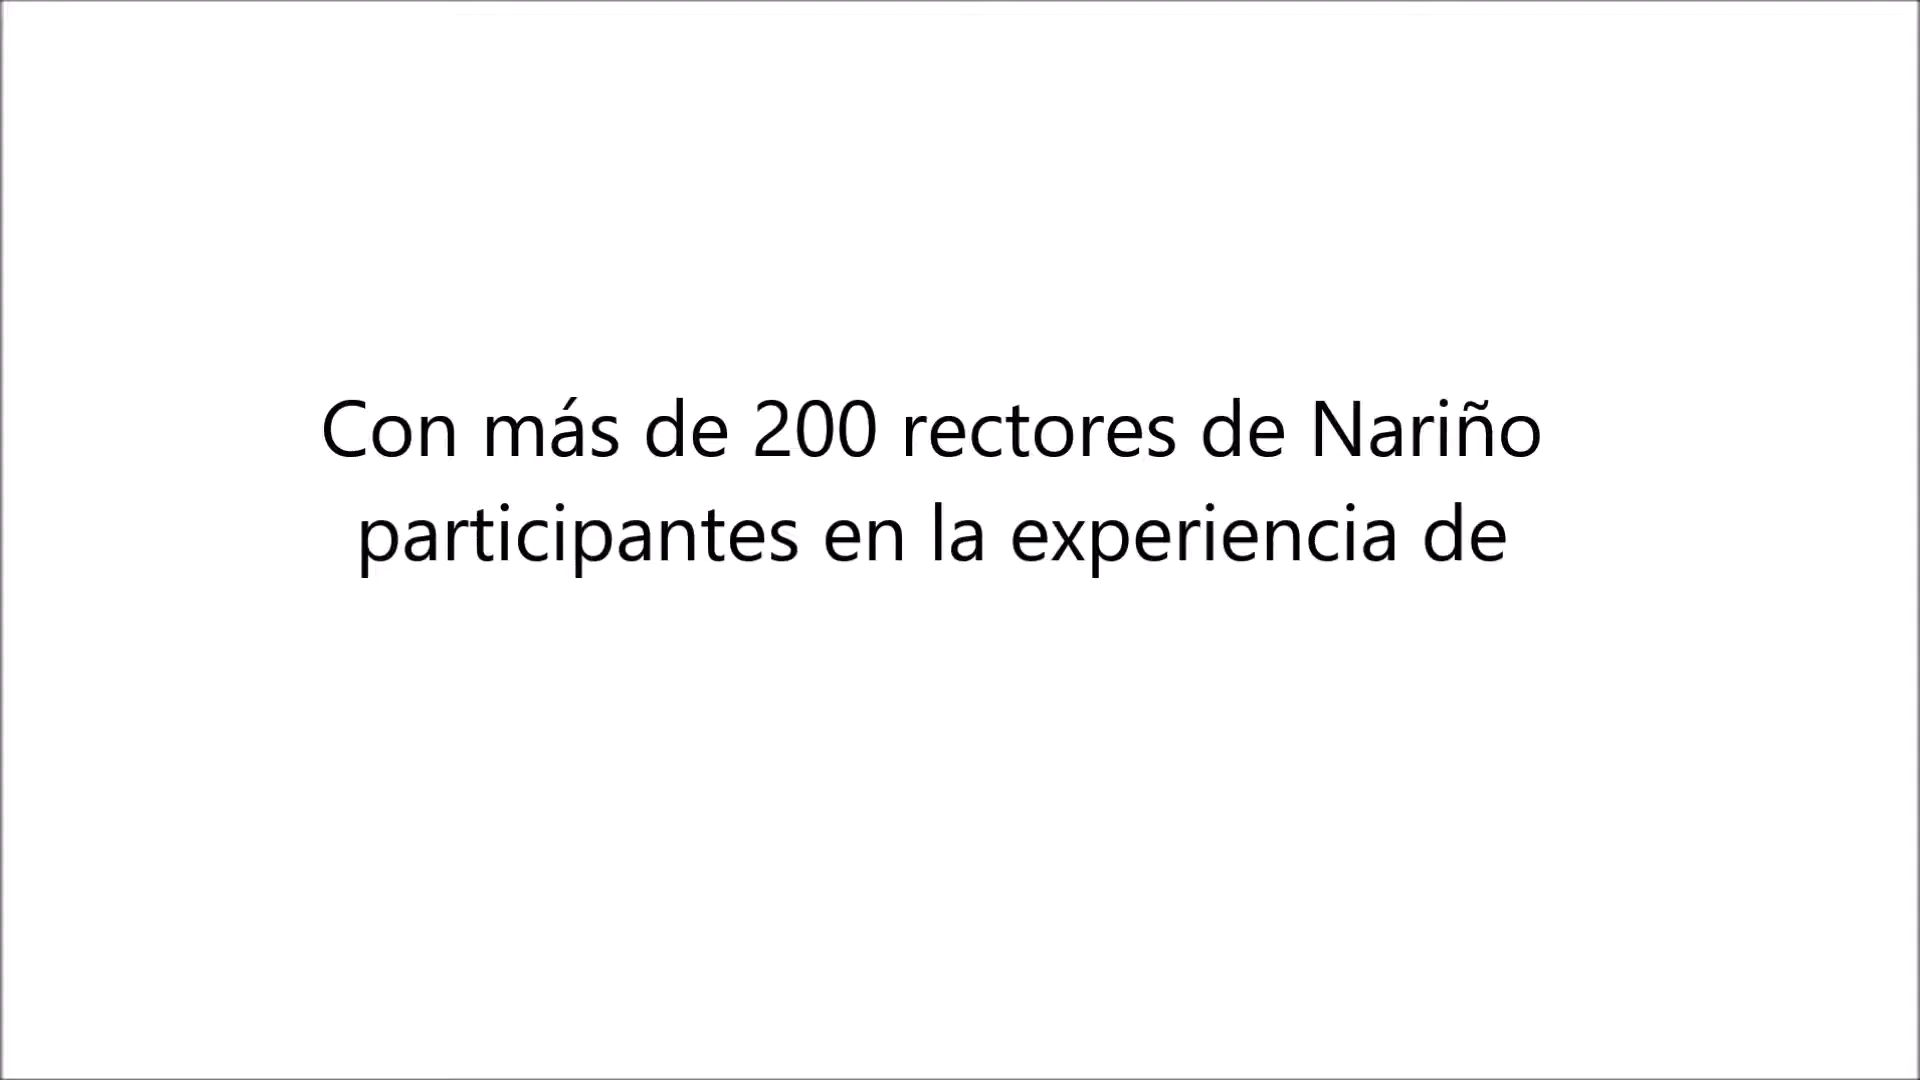 Con más de 200 rectores de Nariño
participantes en la experiencia de